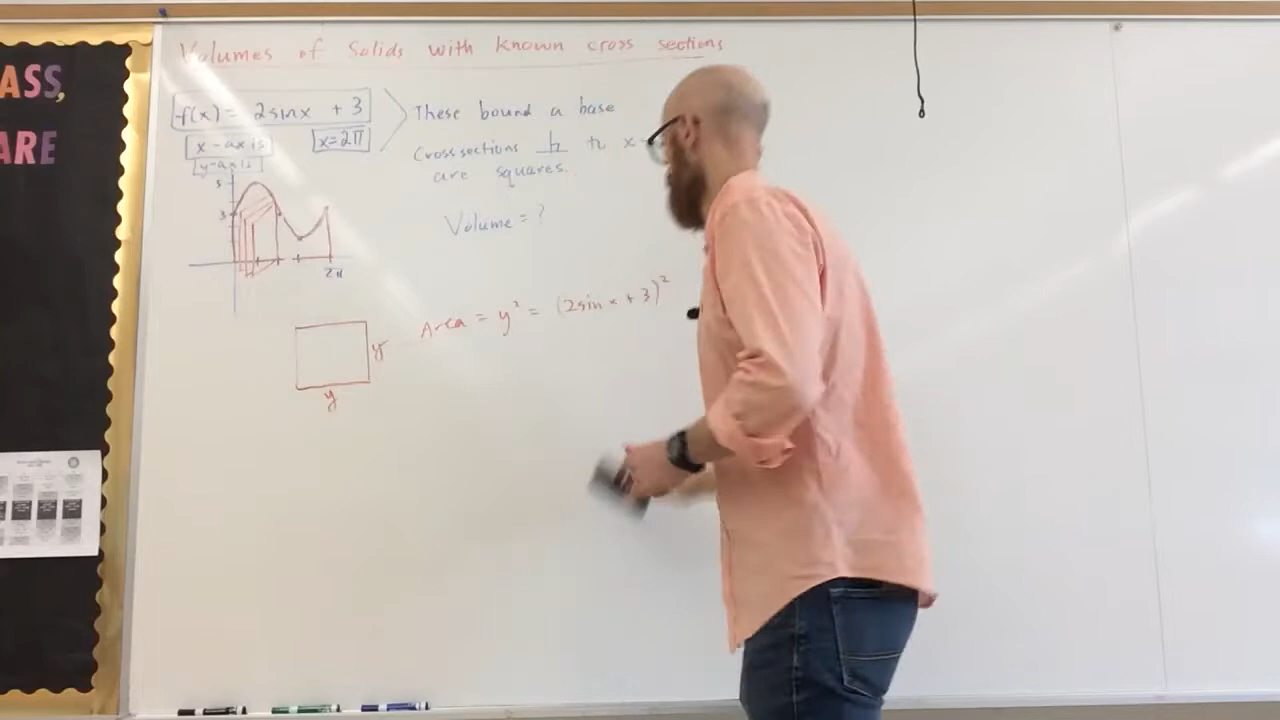 ASS,
ARE
Volumes of Solids with known cross sections
f(x) = 2sinx + 3
x-axis
x=2π
y-axis
These bound a base
Cross sections ⊥ to x-
are squares.
Volume = ?
5
3
2π
y
y
Area = y² = (2sin x + 3)²